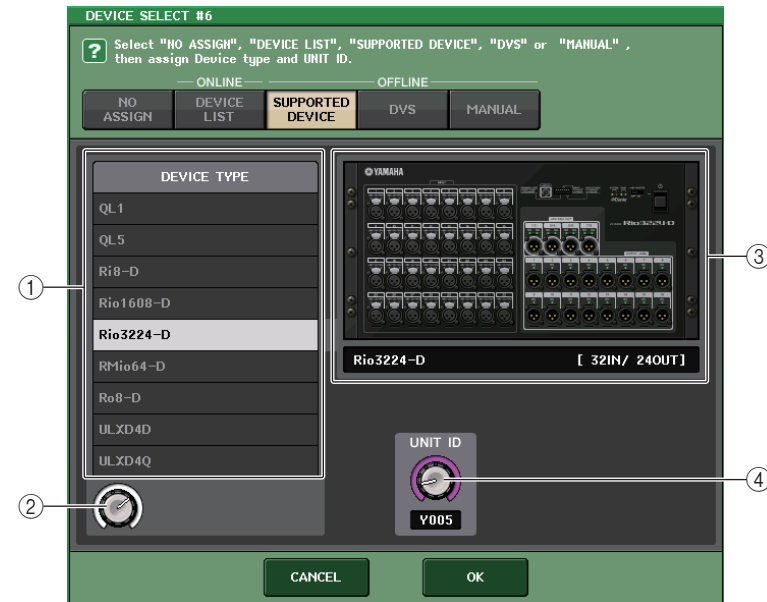 DEVICE SELECT #6
? Select "NO ASSIGN", "DEVICE LIST", "SUPPORTED DEVICE", "DVS" or "MANUAL" ,
then assign Device type and UNIT ID.
ONLINE OFFLINE
NO ASSIGN
DEVICE LIST
SUPPORTED DEVICE
DVS
MANUAL
DEVICE TYPE
QL1
QL5
Ri8-D
Rio1608-D
Rio3224-D
RMio64-D
Ro8-D
ULXD4D
ULXD4Q
YAMAHA
Dante
Rio3224-D
Rio3224-D [ 32IN/ 24OUT]
UNIT ID
Y005
CANCEL
OK
1
2
3
4